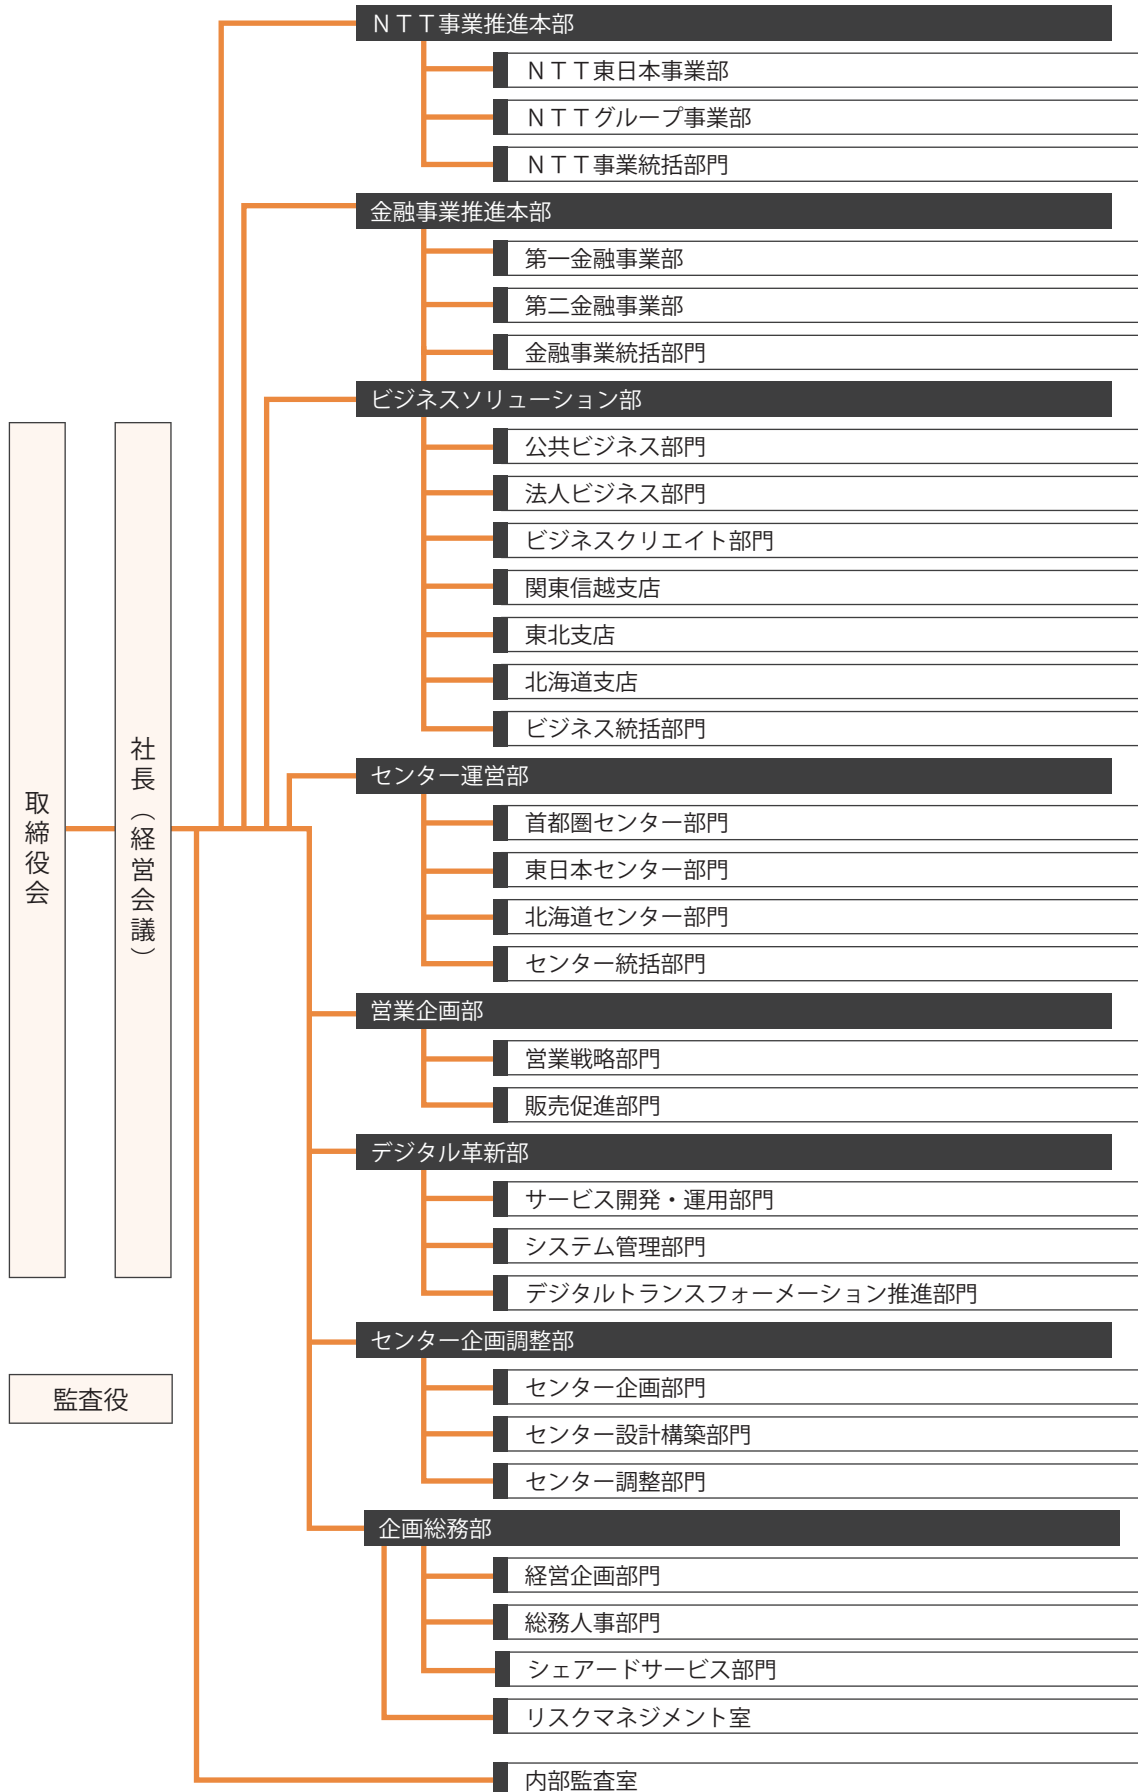 取締役会
社長（経営会議）
監査役
ＮＴＴ事業推進本部
ＮＴＴ東日本事業部
ＮＴＴグループ事業部
ＮＴＴ事業統括部門
金融事業推進本部
第一金融事業部
第二金融事業部
金融事業統括部門
ビジネスソリューション部
公共ビジネス部門
法人ビジネス部門
ビジネスクリエイト部門
関東信越支店
東北支店
北海道支店
ビジネス統括部門
センター運営部
首都圏センター部門
東日本センター部門
北海道センター部門
センター統括部門
営業企画部
営業戦略部門
販売促進部門
デジタル革新部
サービス開発・運用部門
システム管理部門
デジタルトランスフォーメーション推進部門
センター企画調整部
センター企画部門
センター設計構築部門
センター調整部門
企画総務部
経営企画部門
総務人事部門
シェアードサービス部門
リスクマネジメント室
内部監査室